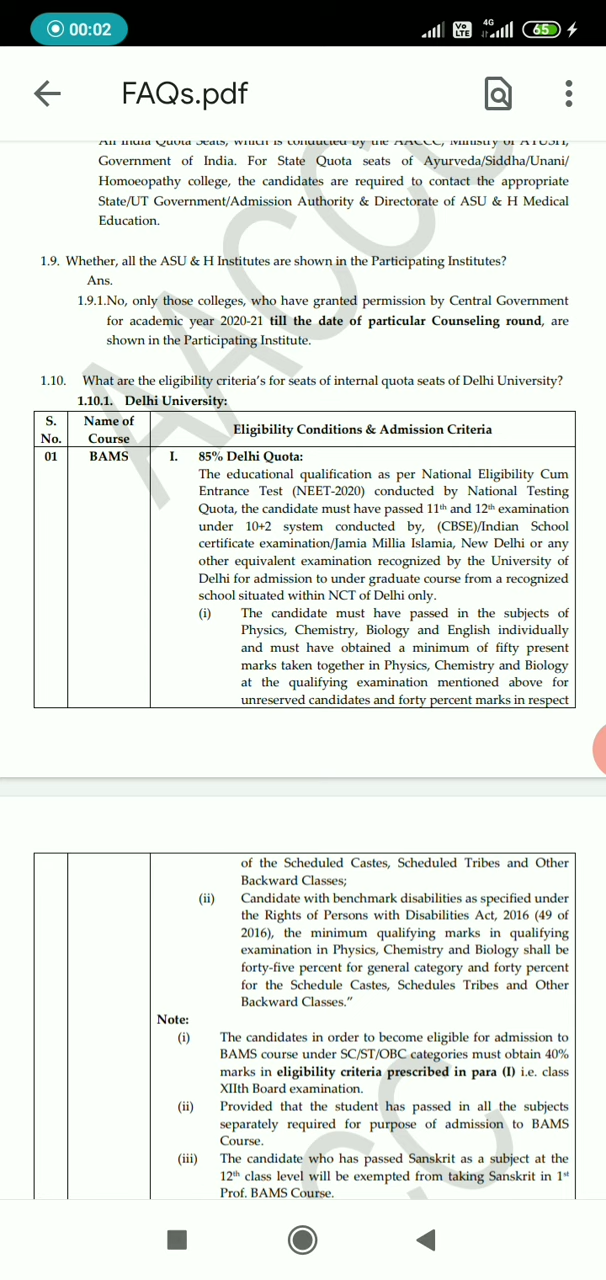 00:02
Vo LTE 4G 65
FAQs.pdf
All India Quota Seats, which is conducted by the AACCC, Ministry of AYUSH,
Government of India. For State Quota seats of Ayurveda/Siddha/Unani/
Homoeopathy college, the candidates are required to contact the appropriate
State/UT Government/Admission Authority & Directorate of ASU & H Medical
Education.
1.9. Whether, all the ASU & H Institutes are shown in the Participating Institutes?
Ans.
1.9.1.No, only those colleges, who have granted permission by Central Government
for academic year 2020-21 till the date of particular Counseling round, are
shown in the Participating Institute.
1.10. What are the eligibility criteria's for seats of internal quota seats of Delhi University?
1.10.1. Delhi University:
S. No. Name of Course Eligibility Conditions & Admission Criteria
01 BAMS I. 85% Delhi Quota:
The educational qualification as per National Eligibility Cum
Entrance Test (NEET-2020) conducted by National Testing
Quota, the candidate must have passed 11th and 12th examination
under 10+2 system conducted by, (CBSE)/Indian School
certificate examination/Jamia Millia Islamia, New Delhi or any
other equivalent examination recognized by the University of
Delhi for admission to under graduate course from a recognized
school situated within NCT of Delhi only.
(i) The candidate must have passed in the subjects of
Physics, Chemistry, Biology and English individually
and must have obtained a minimum of fifty present
marks taken together in Physics, Chemistry and Biology
at the qualifying examination mentioned above for
unreserved candidates and forty percent marks in respect
of the Scheduled Castes, Scheduled Tribes and Other
Backward Classes;
(ii) Candidate with benchmark disabilities as specified under
the Rights of Persons with Disabilities Act, 2016 (49 of
2016), the minimum qualifying marks in qualifying
examination in Physics, Chemistry and Biology shall be
forty-five percent for general category and forty percent
for the Schedule Castes, Schedules Tribes and Other
Backward Classes."
Note:
(i) The candidates in order to become eligible for admission to
BAMS course under SC/ST/OBC categories must obtain 40%
marks in eligibility criteria prescribed in para (I) i.e. class
XIIth Board examination.
(ii) Provided that the student has passed in all the subjects
separately required for purpose of admission to BAMS
Course.
(iii) The candidate who has passed Sanskrit as a subject at the
12th class level will be exempted from taking Sanskrit in 1st
Prof. BAMS Course.